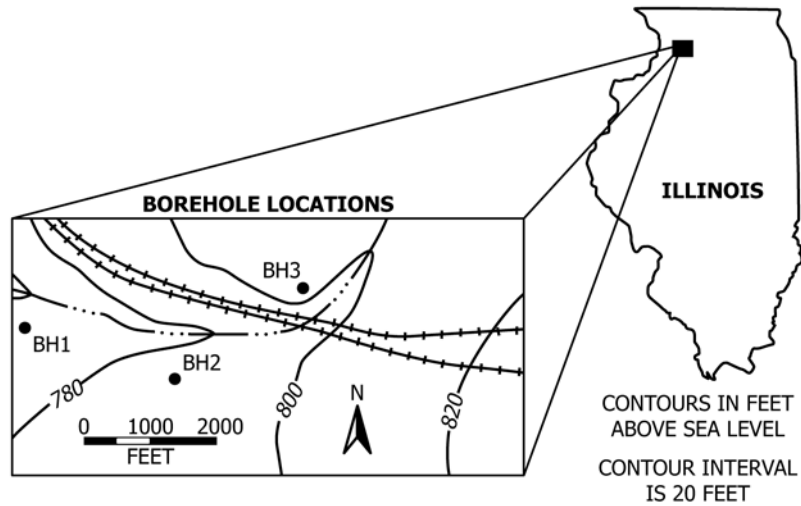 ILLINOIS
BOREHOLE LOCATIONS
BH3
BH1
BH2
780
800
820
0 1000 2000
FEET
N
CONTOURS IN FEET
ABOVE SEA LEVEL
CONTOUR INTERVAL
IS 20 FEET